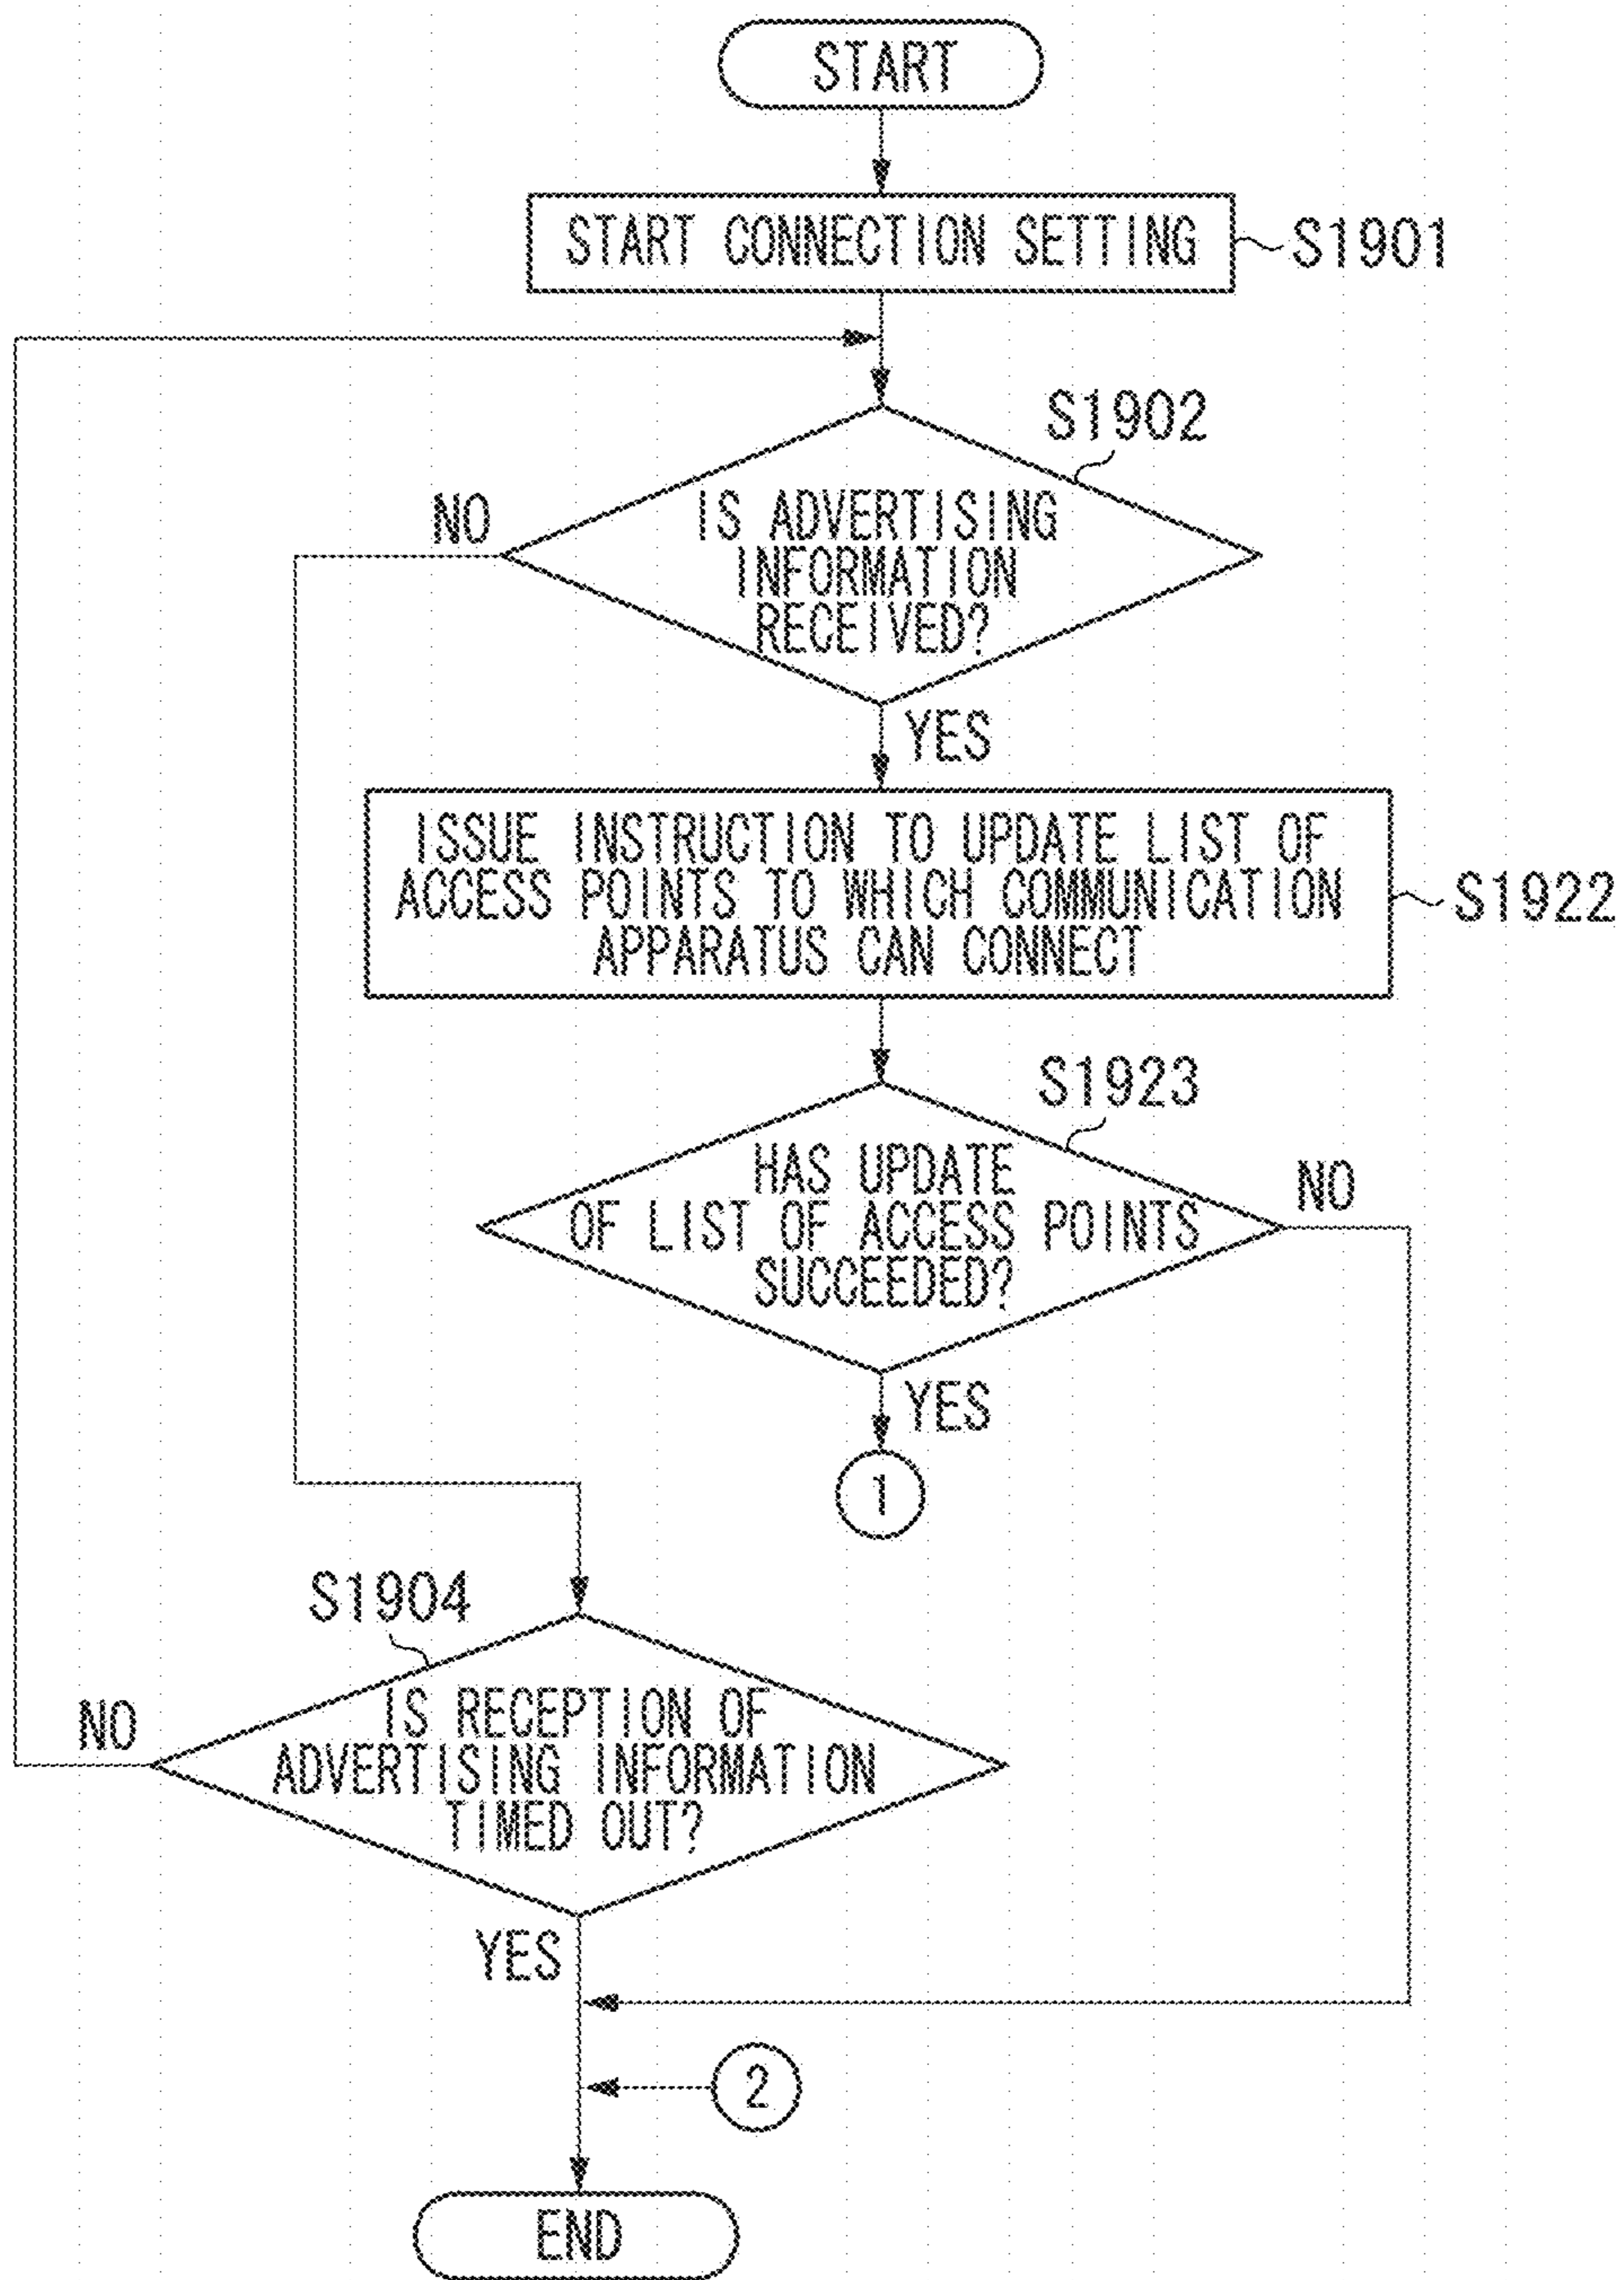 START
START CONNECTION SETTING
S1901
S1902
NO
IS ADVERTISING
INFORMATION
RECEIVED?
YES
ISSUE INSTRUCTION TO UPDATE LIST OF
ACCESS POINTS TO WHICH COMMUNICATION
APPARATUS CAN CONNECT
S1922
S1923
HAS UPDATE
OF LIST OF ACCESS POINTS
SUCCEEDED?
NO
YES
1
S1904
NO
IS RECEPTION OF
ADVERTISING INFORMATION
TIMED OUT?
YES
2
END